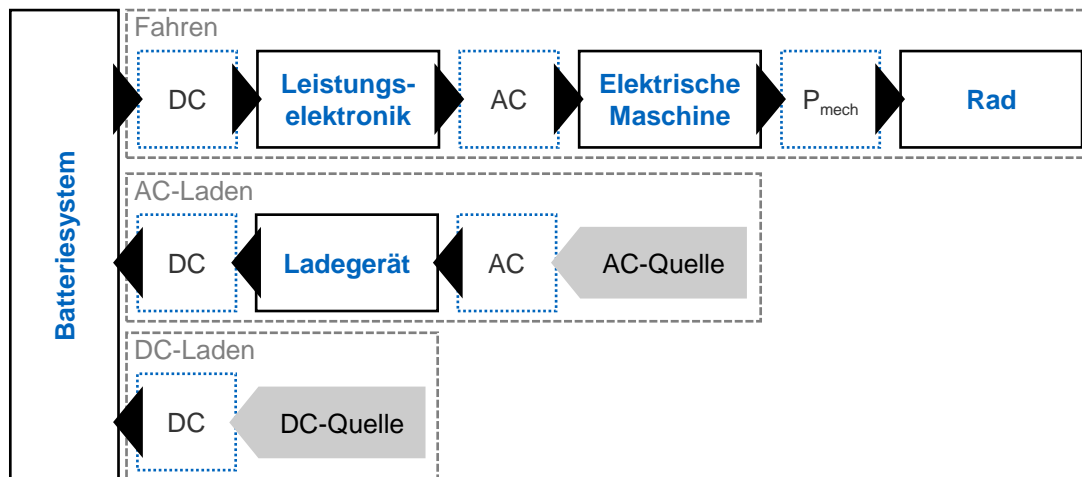 Batteriesystem
Fahren
DC
Leistungs-
elektronik
AC
Elektrische
Maschine
Pmech
Rad
AC-Laden
DC
Ladegerät
AC
AC-Quelle
DC-Laden
DC
DC-Quelle